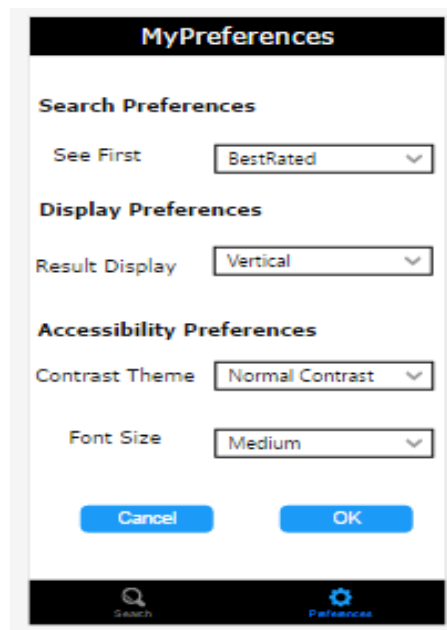 MyPreferences
Search Preferences
See First BestRated
Display Preferences
Result Display Vertical
Accessibility Preferences
Contrast Theme Normal Contrast
Font Size Medium
Cancel OK
Search Preferences